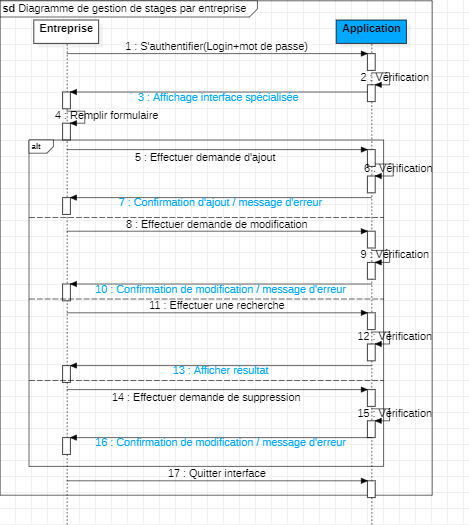 sd Diagramme de gestion de stages par entreprise
Entreprise
Application
1 : S'authentifier(Login+mot de passe)
2 : Vérification
3 : Affichage interface spécialisée
4 : Remplir formulaire
alt
5 : Effectuer demande d'ajout
6 : Vérification
7 : Confirmation d'ajout / message d'erreur
8 : Effectuer demande de modification
9 : Vérification
10 : Confirmation de modification / message d'erreur
11 : Effectuer une recherche
12 : Vérification
13 : Afficher résultat
14 : Effectuer demande de suppression
15 : Vérification
16 : Confirmation de modification / message d'erreur
17 : Quitter interface